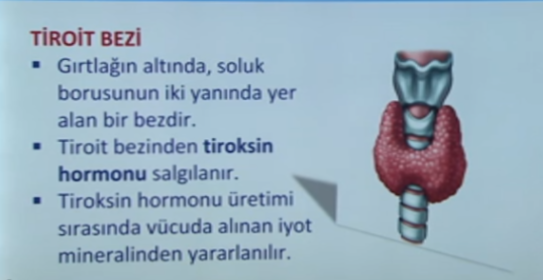 TİROİT BEZİ
▪ Gırtlağın altında, soluk
borusunun iki yanında yer
alan bir bezdir.
▪ Tiroit bezinden tiroksin
hormonu salgılanır.
▪ Tiroksin hormonu üretimi
sırasında vücuda alınan iyot
mineralinden yararlanılır.